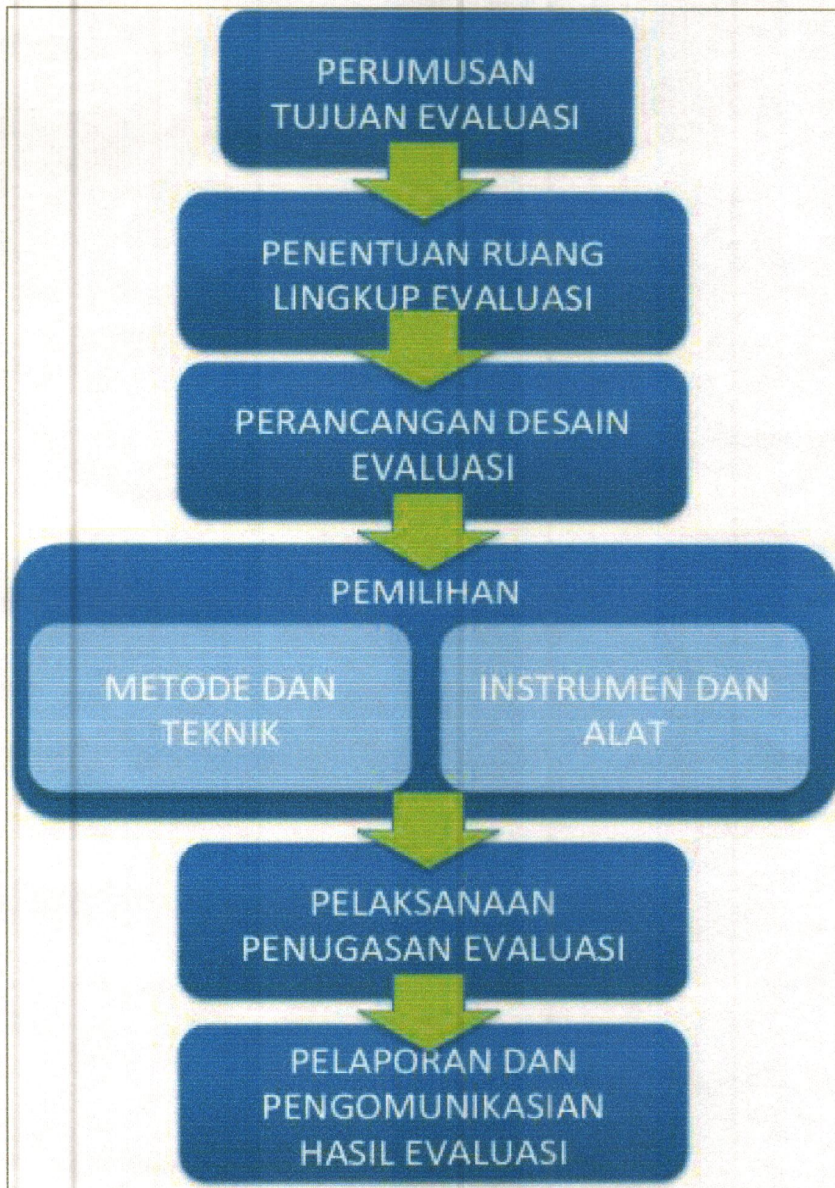 PERUMUSAN
TUJUAN EVALUASI
PENENTUAN RUANG
LINGKUP EVALUASI
PERANCANGAN DESAIN
EVALUASI
PEMILIHAN
METODE DAN
TEKNIK
INSTRUMEN DAN
ALAT
PELAKSANAAN
PENUGASAN EVALUASI
PELAPORAN DAN
PENGOMUNIKASIAN
HASIL EVALUASI